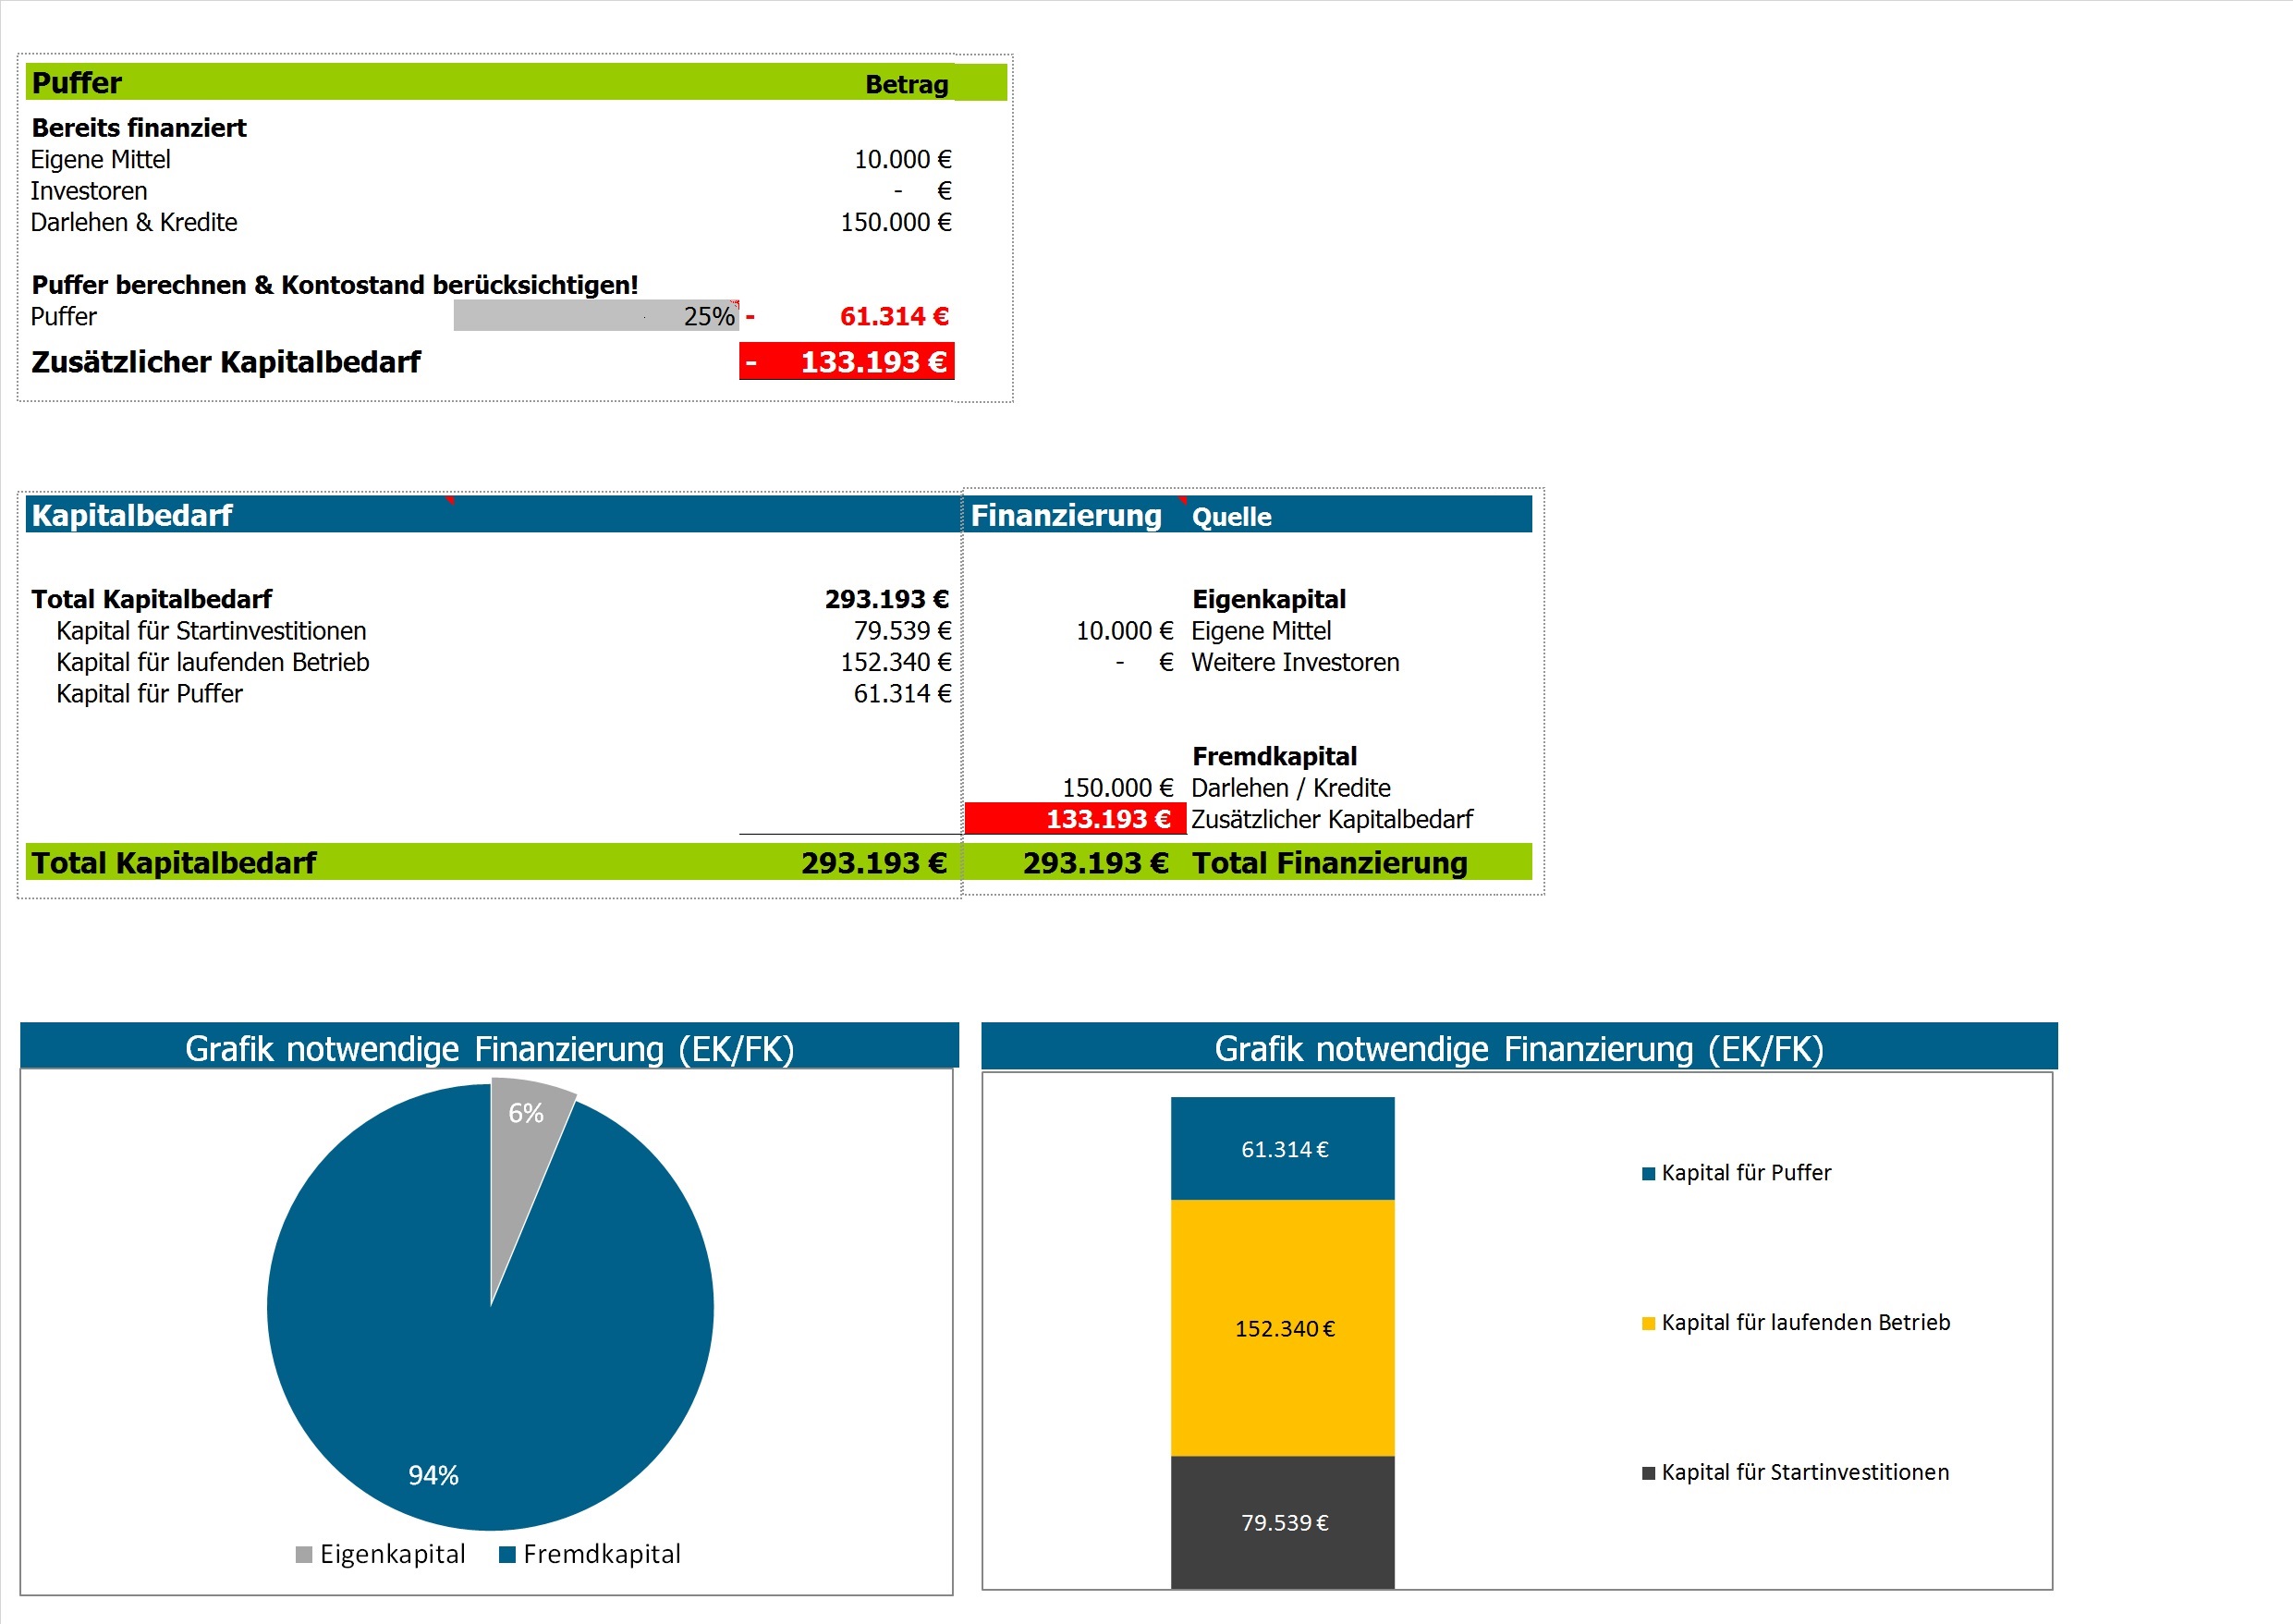 Puffer Betrag
Bereits finanziert
Eigene Mittel 10.000 €
Investoren - €
Darlehen & Kredite 150.000 €
Puffer berechnen & Kontostand berücksichtigen!
Puffer 25% - 61.314 €
Zusätzlicher Kapitalbedarf - 133.193 €
Kapitalbedarf Finanzierung Quelle
Total Kapitalbedarf 293.193 € Eigenkapital
Kapital für Startinvestitionen 79.539 € 10.000 € Eigene Mittel
Kapital für laufenden Betrieb 152.340 € - € Weitere Investoren
Kapital für Puffer 61.314 €
Fremdkapital
150.000 € Darlehen / Kredite
133.193 € Zusätzlicher Kapitalbedarf
Total Kapitalbedarf 293.193 € 293.193 € Total Finanzierung
Grafik notwendige Finanzierung (EK/FK)
6%
94%
Eigenkapital Fremdkapital
Grafik notwendige Finanzierung (EK/FK)
61.314 € Kapital für Puffer
152.340 € Kapital für laufenden Betrieb
79.539 € Kapital für Startinvestitionen